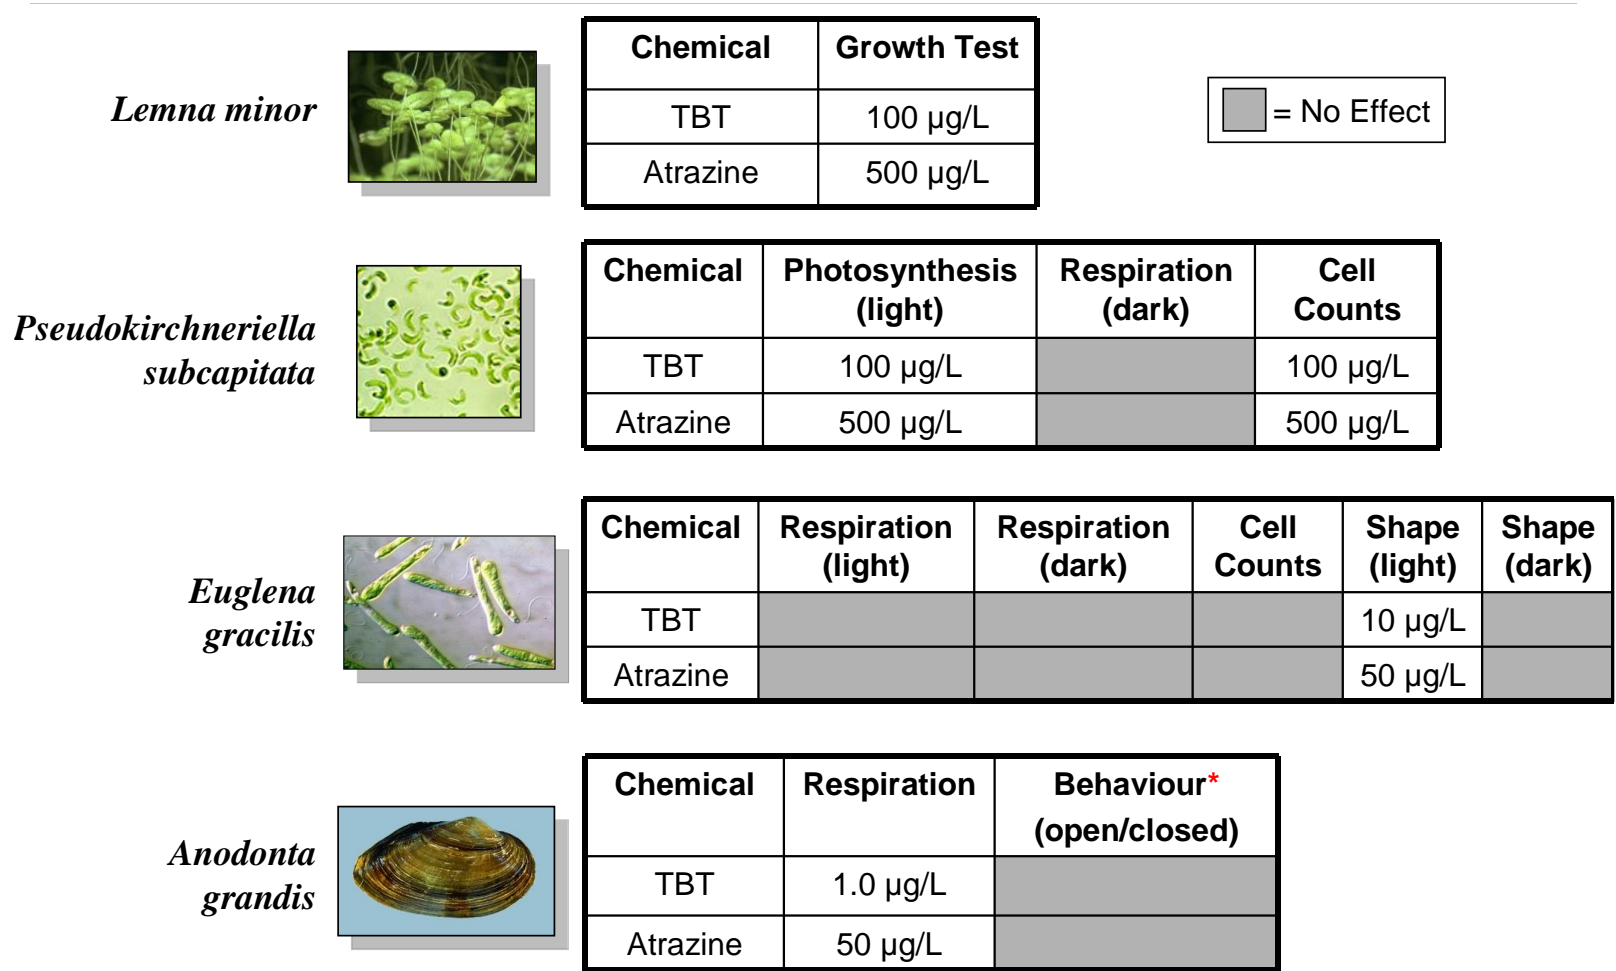 Lemna minor
Chemical Growth Test
TBT 100 µg/L
Atrazine 500 µg/L
= No Effect
Pseudokirchneriella
subcapitata
Chemical Photosynthesis Respiration Cell
(light) (dark) Counts
TBT 100 µg/L 100 µg/L
Atrazine 500 µg/L 500 µg/L
Euglena
gracilis
Chemical Respiration Respiration Cell Shape Shape
(light) (dark) Counts (light) (dark)
TBT 10 µg/L
Atrazine 50 µg/L
Anodonta
grandis
Chemical Respiration Behaviour*
(open/closed)
TBT 1.0 µg/L
Atrazine 50 µg/L